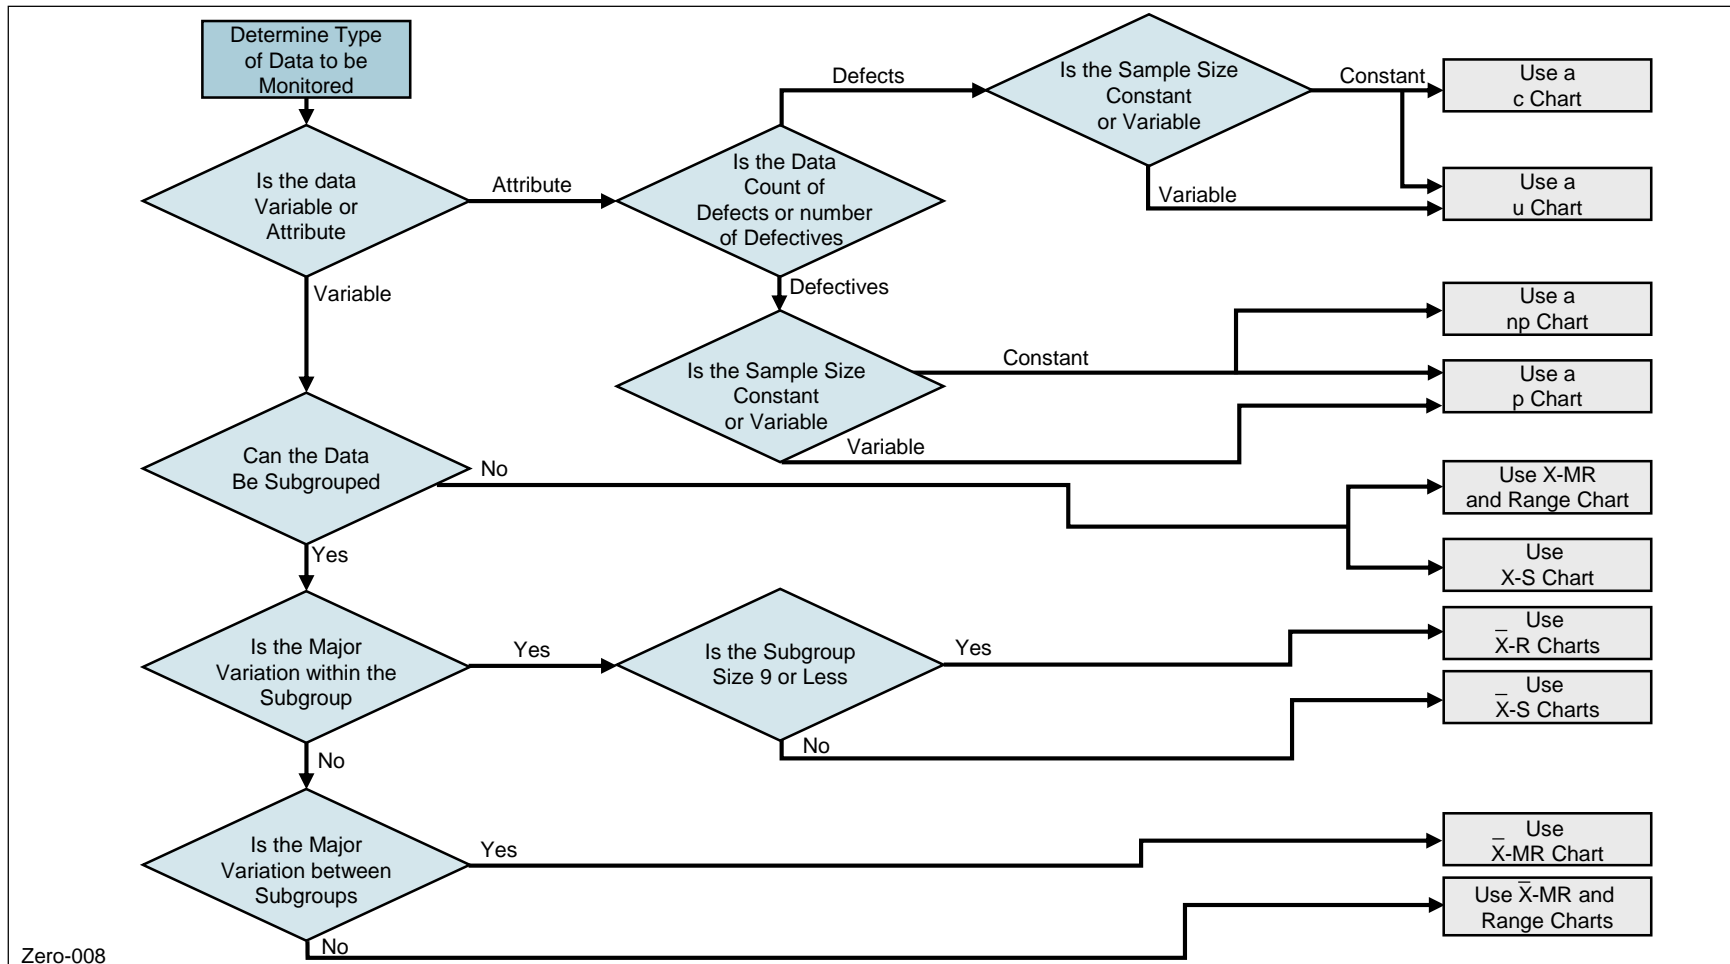 Determine Type
of Data to be
Monitored
Is the data
Variable or
Attribute
Attribute
Variable
Is the Data
Count of
Defects or number
of Defectives
Defects
Defectives
Is the Sample Size
Constant
or Variable
Constant
Variable
Use a
c Chart
Use a
u Chart
Is the Sample Size
Constant
or Variable
Constant
Variable
Use a
np Chart
Use a
p Chart
Can the Data
Be Subgrouped
No
Yes
Use X-MR
and Range Chart
Use
X-S Chart
Is the Major
Variation within the
Subgroup
Yes
No
Is the Subgroup
Size 9 or Less
Yes
No
Use
X̅-R Charts
Use
X̅-S Charts
Is the Major
Variation between
Subgroups
Yes
No
Use
X̅-MR Chart
Use X̅-MR and
Range Charts
Zero-008